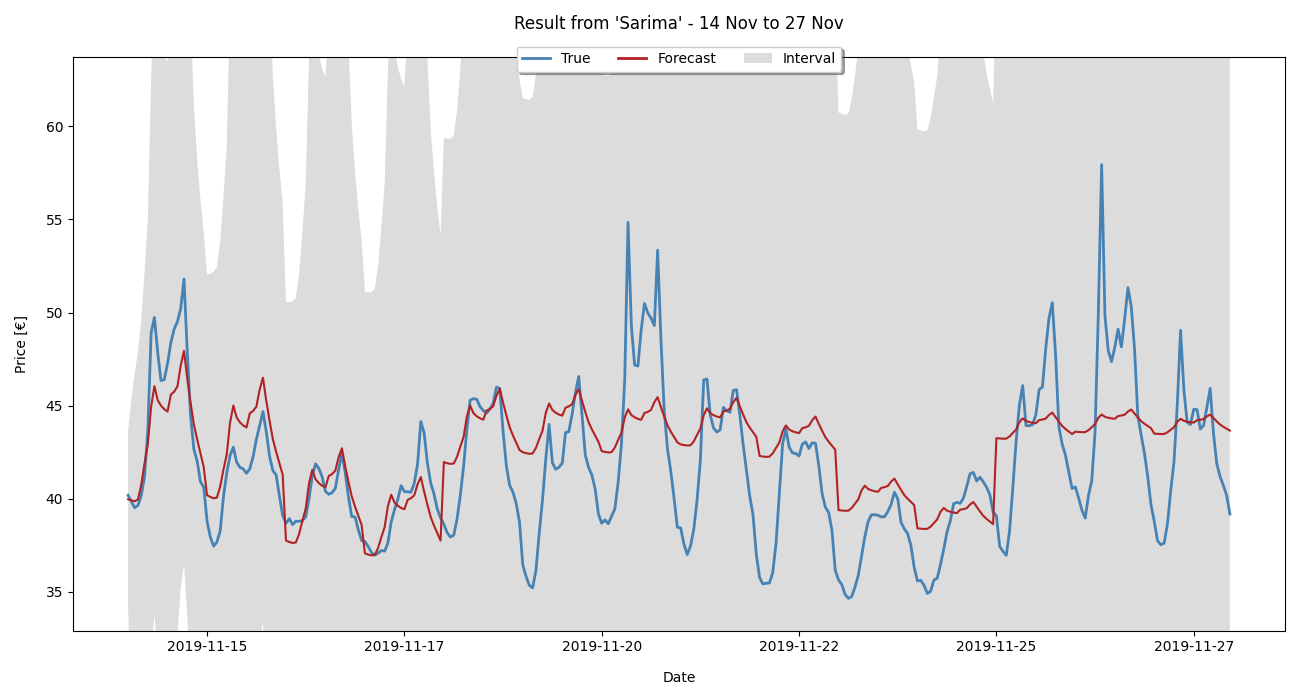 Result from 'Sarima' - 14 Nov to 27 Nov
True Forecast Interval
60
55
50
45
40
35
Price [€]
2019-11-15 2019-11-17 2019-11-20 2019-11-22 2019-11-25 2019-11-27
Date